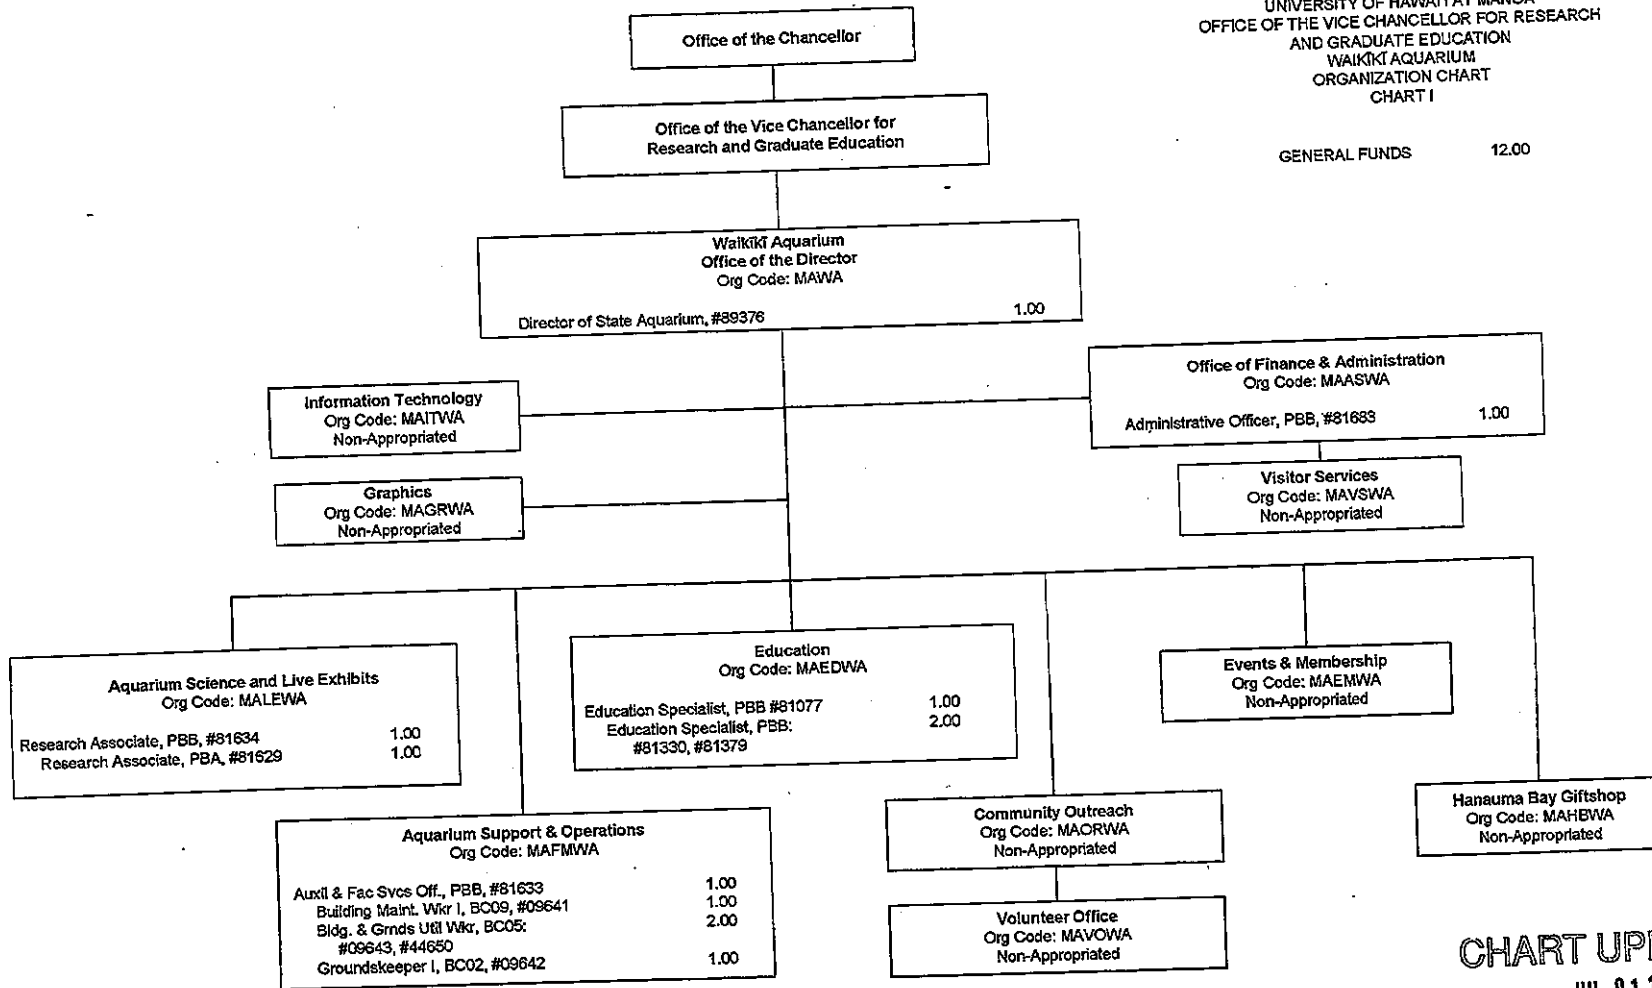 UNIVERSITY OF HAWAI'I AT MĀNOA
OFFICE OF THE VICE CHANCELLOR FOR RESEARCH
AND GRADUATE EDUCATION
WAIKĪKĪ AQUARIUM
ORGANIZATION CHART
CHART I
GENERAL FUNDS 12.00
Office of the Chancellor
Office of the Vice Chancellor for
Research and Graduate Education
Waikīkī Aquarium
Office of the Director
Org Code: MAWA
Director of State Aquarium, #89376 1.00
Information Technology
Org Code: MAITWA
Non-Appropriated
Office of Finance & Administration
Org Code: MAASWA
Administrative Officer, PBB, #81683 1.00
Graphics
Org Code: MAGRWA
Non-Appropriated
Visitor Services
Org Code: MAVSWA
Non-Appropriated
Aquarium Science and Live Exhibits
Org Code: MALEWA
Research Associate, PBB, #81634 1.00
Research Associate, PBA, #81629 1.00
Education
Org Code: MAEDWA
Education Specialist, PBB #81077 1.00
Education Specialist, PBB: 2.00
#81330, #81379
Events & Membership
Org Code: MAEMWA
Non-Appropriated
Aquarium Support & Operations
Org Code: MAFMWA
Auxil & Fac Svcs Off., PBB, #81633 1.00
Building Maint. Wkr I, BC09, #09641 1.00
Bldg. & Grnds Util Wkr, BC05: 2.00
#09643, #44650
Groundskeeper I, BC02, #09642 1.00
Community Outreach
Org Code: MAORWA
Non-Appropriated
Hanauma Bay Giftshop
Org Code: MAHBWA
Non-Appropriated
Volunteer Office
Org Code: MAVOWA
Non-Appropriated
CHART